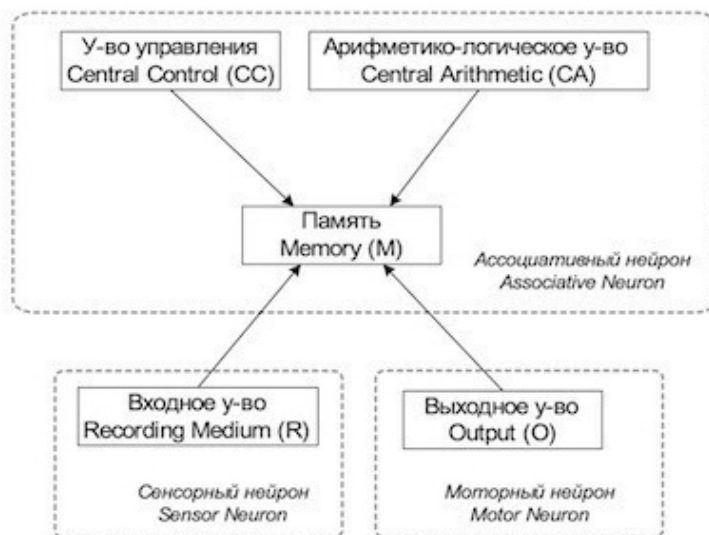 У-во управления
Central Control (CC)
Арифметико-логическое у-во
Central Arithmetic (CA)
Память
Memory (M)
Ассоциативный нейрон
Associative Neuron
Входное у-во
Recording Medium (R)
Сенсорный нейрон
Sensor Neuron
Выходное у-во
Output (O)
Моторный нейрон
Motor Neuron